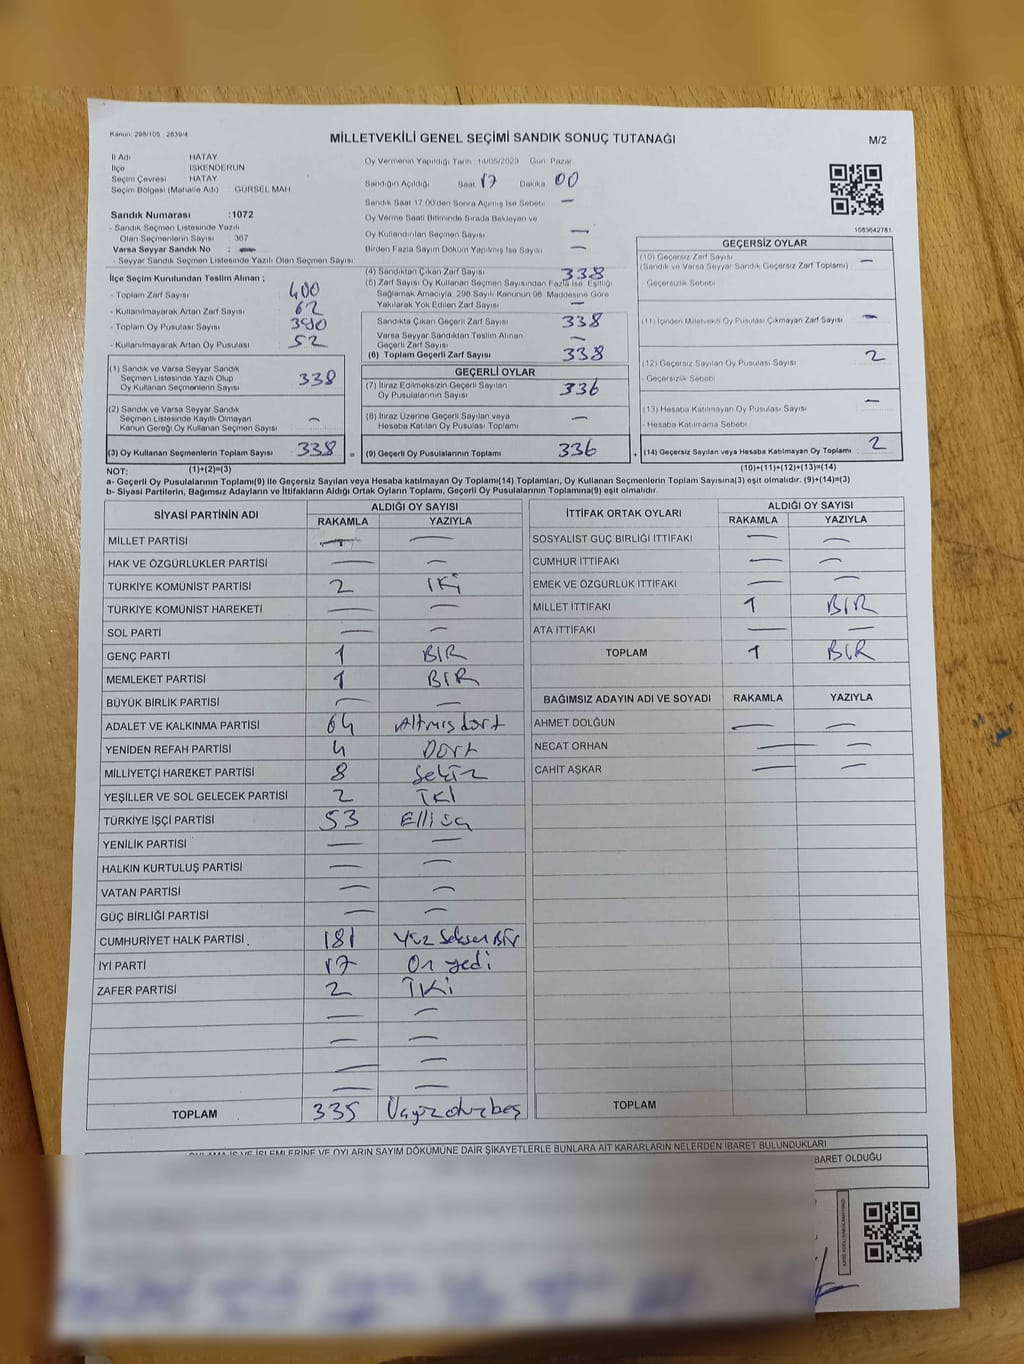 Kanun: 298/105 , 2839/4
MİLLETVEKİLİ GENEL SEÇİMİ SANDIK SONUÇ TUTANAĞI
M/2
İl Adı : HATAY
İlçe : İSKENDERUN
Seçim Çevresi : HATAY
Seçim Bölgesi (Mahalle Adı) : GÜRSEL MAH.
Sandık Numarası :1072
- Sandık Seçmen Listesinde Yazılı
Olan Seçmenlerin Sayısı : 367
Varsa Seyyar Sandık No : —
- Seyyar Sandık Seçmen Listesinde Yazılı Olan Seçmen Sayısı:
Oy Vermenin Yapıldığı Tarih :14/05/2023 Gün: Pazar
Sandığın Açıldığı Saat 17 Dakika 00
Sandık Saat 17.00'den Sonra Açılmış İse Sebebi —
Oy Verme Saati Bitiminde Sırada Bekleyen ve
Oy Kullandırılan Seçmen Sayısı —
Birden Fazla Sayım Döküm Yapılmış İse Sayısı —
1083642781
İlçe Seçim Kurulundan Teslim Alınan ;
- Toplam Zarf Sayısı 400
- Kullanılmayarak Artan Zarf Sayısı 62
- Toplam Oy Pusulası Sayısı 390
- Kullanılmayarak Artan Oy Pusulası 52
(1) Sandık ve Varsa Seyyar Sandık
Seçmen Listesinde Yazılı Olup
Oy Kullanan Seçmenlerin Sayısı 338
(2) Sandık ve Varsa Seyyar Sandık
Seçmen Listesinde Kayıtlı Olmayan
Kanun Gereği Oy Kullanan Seçmen Sayısı —
(3) Oy Kullanan Seçmenlerin Toplam Sayısı 338 =
(4) Sandıktan Çıkan Zarf Sayısı 338
(5) Zarf Sayısı Oy Kullanan Seçmen Sayısından Fazla İse, Eşitliği
Sağlamak Amacıyla, 298 Sayılı Kanunun 98. Maddesine Göre
Yakılarak Yok Edilen Zarf Sayısı —
Sandıkta Çıkan Geçerli Zarf Sayısı 338
Varsa Seyyar Sandıktan Teslim Alınan
Geçerli Zarf Sayısı —
(6) Toplam Geçerli Zarf Sayısı 338
GEÇERLİ OYLAR
(7) İtiraz Edilmeksizin Geçerli Sayılan
Oy Pusulalarının Sayısı 336
(8) İtiraz Üzerine Geçerli Sayılan veya
Hesaba Katılan Oy Pusulası Toplamı —
(9) Geçerli Oy Pusulalarının Toplamı 336 +
GEÇERSİZ OYLAR
(10) Geçersiz Zarf Sayısı
(Sandık ve Varsa Seyyar Sandık Geçersiz Zarf Toplamı) —
- Geçersizlik Sebebi
(11) İçinden Milletvekili Oy Pusulası Çıkmayan Zarf Sayısı —
(12) Geçersiz Sayılan Oy Pusulası Sayısı 2
- Geçersizlik Sebebi
(13) Hesaba Katılmayan Oy Pusulası Sayısı —
- Hesaba Katılmama Sebebi
(14) Geçersiz Sayılan veya Hesaba Katılmayan Oy Toplamı 2
NOT: (1)+(2)=(3) (10)+(11)+(12)+(13)=(14)
a- Geçerli Oy Pusulalarının Toplamı(9) ile Geçersiz Sayılan veya Hesaba katılmayan Oy Toplamı(14) Toplamları, Oy Kullanan Seçmenlerin Toplam Sayısına(3) eşit olmalıdır. (9)+(14)=(3)
b- Siyasi Partilerin, Bağımsız Adayların ve İttifakların Aldığı Ortak Oyların Toplamı, Geçerli Oy Pusulalarının Toplamına(9) eşit olmalıdır.
SİYASİ PARTİNİN ADI ALDIĞI OY SAYISI
RAKAMLA YAZIYLA
MİLLET PARTİSİ — —
HAK VE ÖZGÜRLÜKLER PARTİSİ — —
TÜRKİYE KOMÜNİST PARTİSİ 2 İKİ
TÜRKİYE KOMÜNİST HAREKETİ — —
SOL PARTİ — —
GENÇ PARTİ 1 BİR
MEMLEKET PARTİSİ 1 BİR
BÜYÜK BİRLİK PARTİSİ — —
ADALET VE KALKINMA PARTİSİ 64 Altmışdört
YENİDEN REFAH PARTİSİ 4 Dört
MİLLİYETÇİ HAREKET PARTİSİ 8 Sekiz
YEŞİLLER VE SOL GELECEK PARTİSİ 2 İKİ
TÜRKİYE İŞÇİ PARTİSİ 53 Elliüç
YENİLİK PARTİSİ — —
HALKIN KURTULUŞ PARTİSİ — —
VATAN PARTİSİ — —
GÜÇ BİRLİĞİ PARTİSİ — —
CUMHURİYET HALK PARTİSİ 181 Yüz Seksen Bir
İYİ PARTİ 17 On yedi
ZAFER PARTİSİ 2 İKİ
— —
— —
— —
— —
TOPLAM 335 Üçyüzotuzbeş
İTTİFAK ORTAK OYLARI ALDIĞI OY SAYISI
RAKAMLA YAZIYLA
SOSYALİST GÜÇ BİRLİĞİ İTTİFAKI — —
CUMHUR İTTİFAKI — —
EMEK VE ÖZGÜRLÜK İTTİFAKI — —
MİLLET İTTİFAKI 1 BİR
ATA İTTİFAKI — —
TOPLAM 1 BİR
BAĞIMSIZ ADAYIN ADI VE SOYADI RAKAMLA YAZIYLA
AHMET DOLĞUN — —
NECAT ORHAN — —
CAHİT AŞKAR — —
TOPLAM
OYLAMA İŞ VE İŞLEMLERİNE VE OYLARIN SAYIM DÖKÜMÜNE DAİR ŞİKAYETLERLE BUNLARA AİT KARARLARIN NELERDEN İBARET BULUNDUKLARI
BARET OLDUĞU